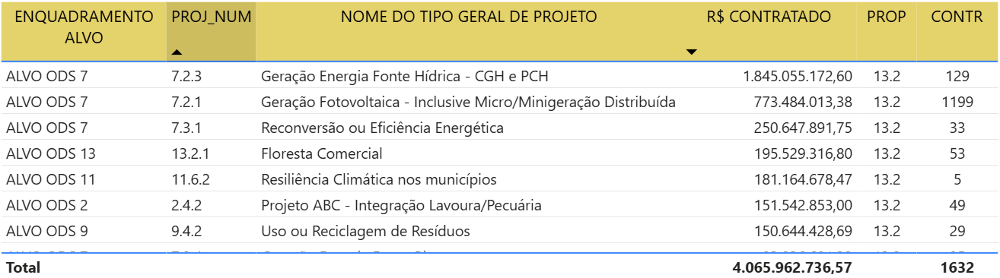 ENQUADRAMENTO ALVO PROJ_NUM NOME DO TIPO GERAL DE PROJETO R$ CONTRATADO PROP CONTR
ALVO ODS 7 7.2.3 Geração Energia Fonte Hídrica - CGH e PCH 1.845.055.172,60 13.2 129
ALVO ODS 7 7.2.1 Geração Fotovoltaica - Inclusive Micro/Minigeração Distribuída 773.484.013,38 13.2 1199
ALVO ODS 7 7.3.1 Reconversão ou Eficiência Energética 250.647.891,75 13.2 33
ALVO ODS 13 13.2.1 Floresta Comercial 195.529.316,80 13.2 53
ALVO ODS 11 11.6.2 Resiliência Climática nos municípios 181.164.678,47 13.2 5
ALVO ODS 2 2.4.2 Projeto ABC - Integração Lavoura/Pecuária 151.542.853,00 13.2 49
ALVO ODS 9 9.4.2 Uso ou Reciclagem de Resíduos 150.644.428,69 13.2 29
Total 4.065.962.736,57 1632